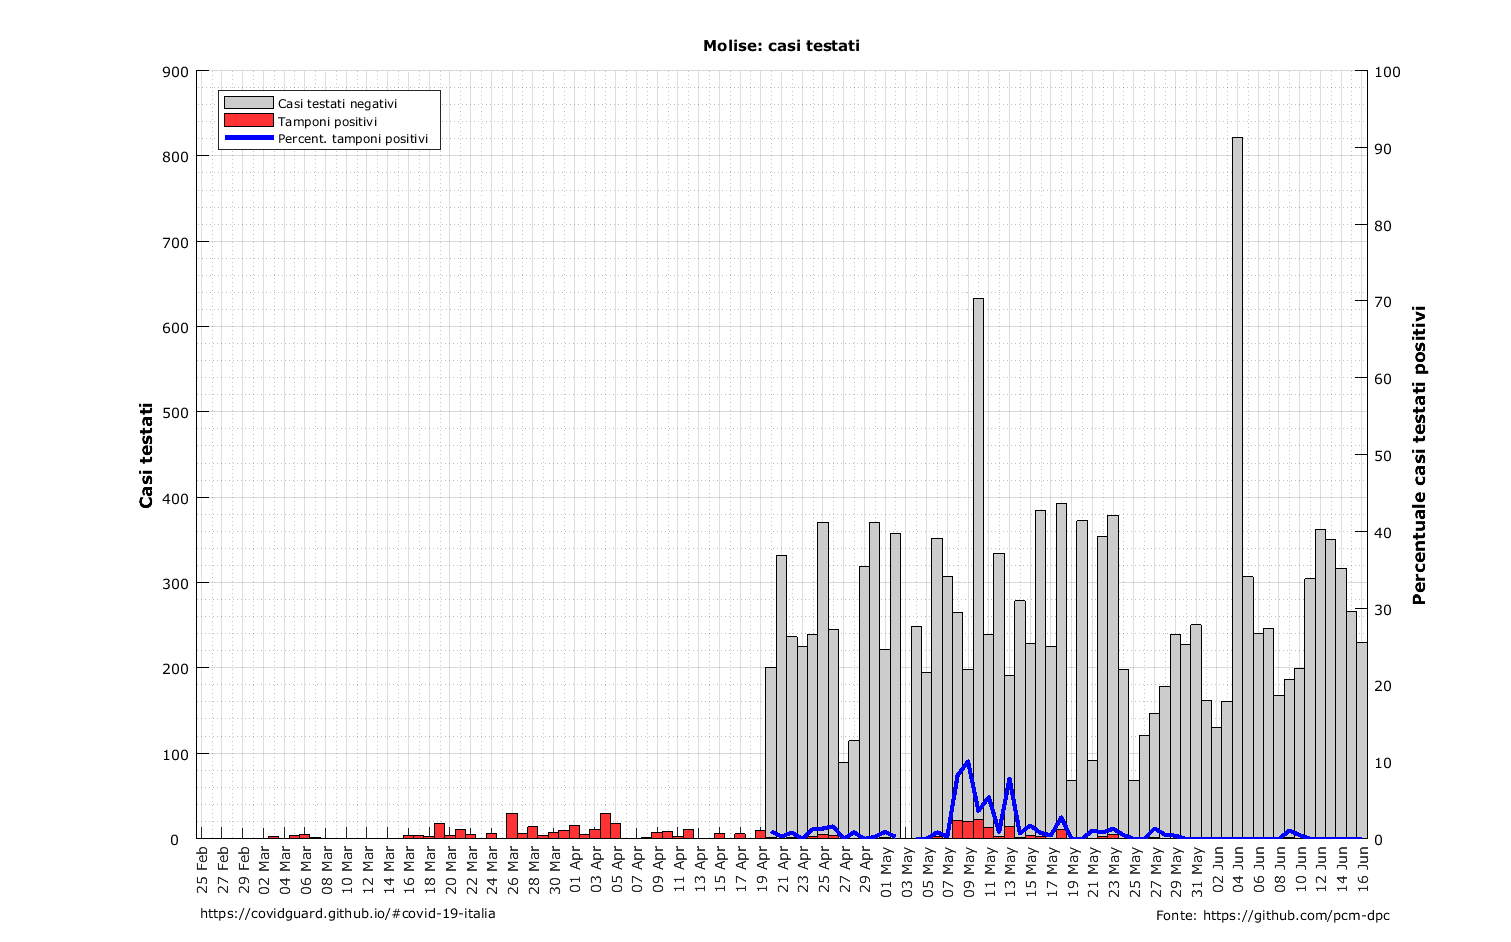 Molise: casi testati
Casi testati negativi
Tamponi positivi
Percent. tamponi positivi
Casi testati
900
800
700
600
500
400
300
200
100
0
100
90
80
70
60
50
40
30
20
10
0
Percentuale casi testati positivi
25 Feb
27 Feb
29 Feb
02 Mar
04 Mar
06 Mar
08 Mar
10 Mar
12 Mar
14 Mar
16 Mar
18 Mar
20 Mar
22 Mar
24 Mar
26 Mar
28 Mar
30 Mar
01 Apr
03 Apr
05 Apr
07 Apr
09 Apr
11 Apr
13 Apr
15 Apr
17 Apr
19 Apr
21 Apr
23 Apr
25 Apr
27 Apr
29 Apr
01 May
03 May
05 May
07 May
09 May
11 May
13 May
15 May
17 May
19 May
21 May
23 May
25 May
27 May
29 May
31 May
02 Jun
04 Jun
06 Jun
08 Jun
10 Jun
12 Jun
14 Jun
16 Jun
https://covidguard.github.io/#covid-19-italia
Fonte: https://github.com/pcm-dpc